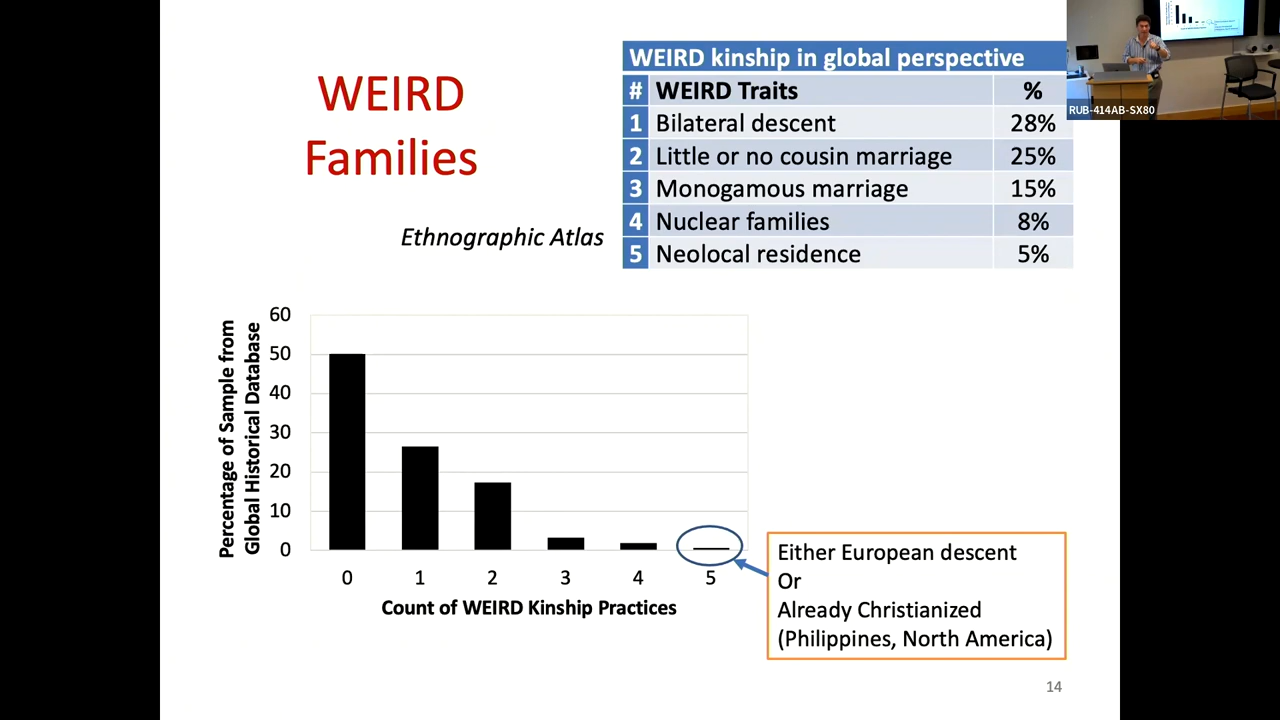 WEIRD
Families
Ethnographic Atlas
WEIRD kinship in global perspective
# WEIRD Traits %
1 Bilateral descent 28%
2 Little or no cousin marriage 25%
3 Monogamous marriage 15%
4 Nuclear families 8%
5 Neolocal residence 5%
RUB-414AB-SX80
Percentage of Sample from
Global Historical Database
60
50
40
30
20
10
0
0 1 2 3 4 5
Count of WEIRD Kinship Practices
Either European descent
Or
Already Christianized
(Philippines, North America)
14